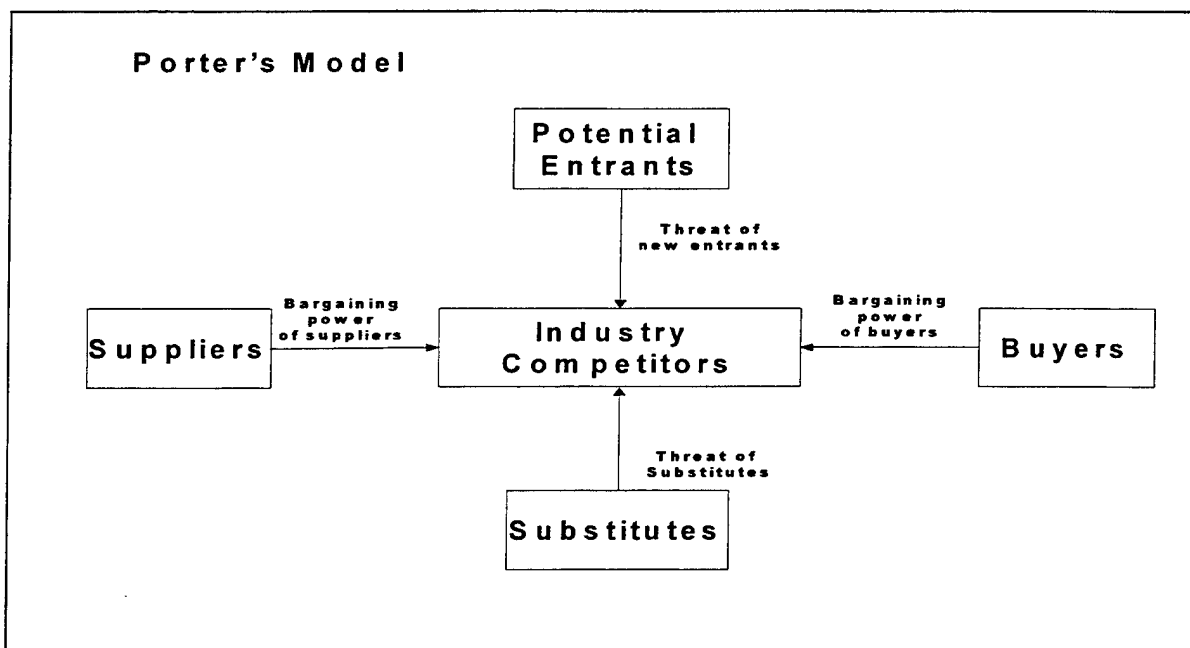 Porter's Model
Potential
Entrants
Threat of
new entrants
Bargaining
power
of suppliers
Bargaining
power
of buyers
Suppliers
Industry
Competitors
Buyers
Threat of
Substitutes
Substitutes